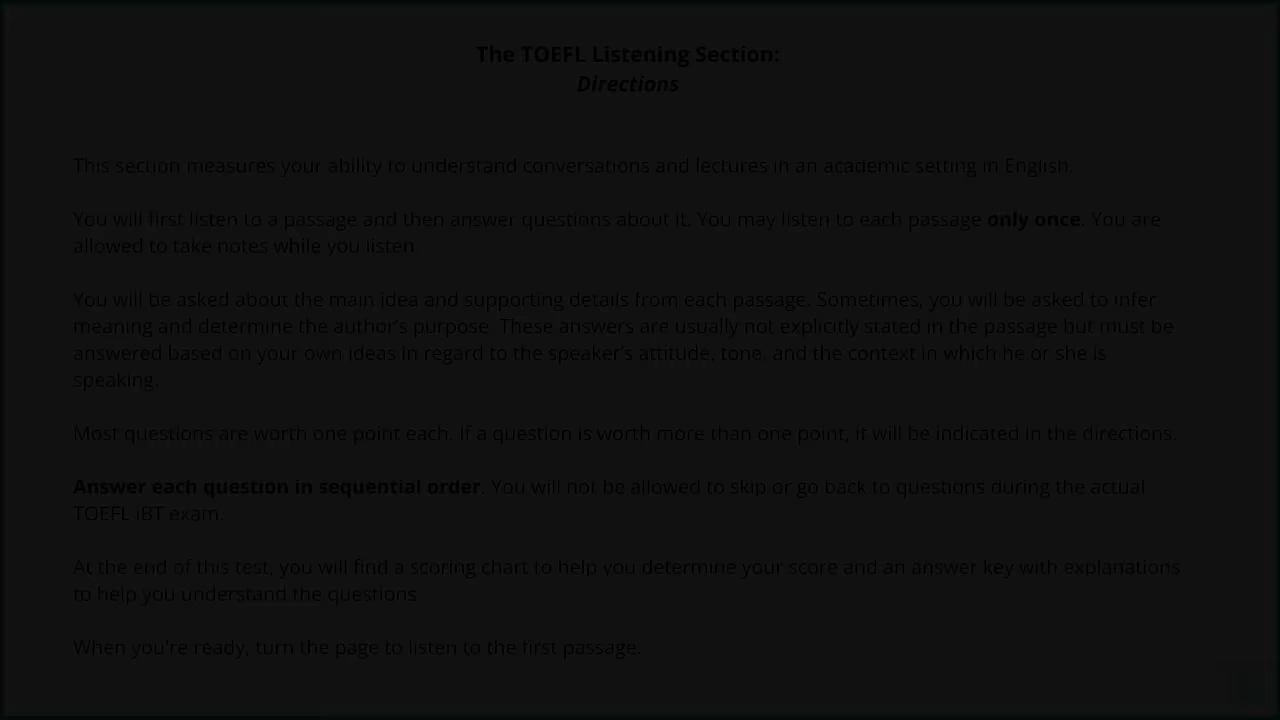 The TOEFL Listening Section:
Directions
This section measures your ability to understand conversations and lectures in an academic setting in English.
You will first listen to a passage and then answer questions about it. You may listen to each passage only once. You are
allowed to take notes while you listen.
You will be asked about the main idea and supporting details from each passage. Sometimes, you will be asked to infer
meaning and determine the author's purpose. These answers are usually not explicitly stated in the passage but must be
answered based on your own ideas in regard to the speaker's attitude, tone, and the context in which he or she is
speaking.
Most questions are worth one point each. If a question is worth more than one point, it will be indicated in the directions.
Answer each question in sequential order. You will not be allowed to skip or go back to questions during the actual
TOEFL iBT exam.
At the end of this test, you will find a scoring chart to help you determine your score and an answer key with explanations
to help you understand the questions.
When you're ready, turn the page to listen to the first passage.